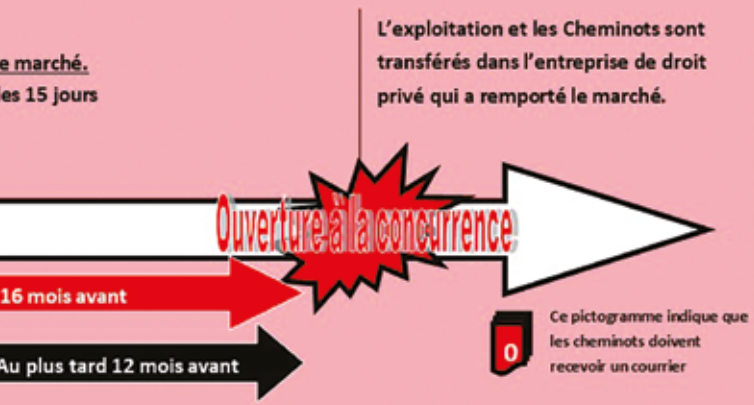 e marché.
les 15 jours
L'exploitation et les Cheminots sont
transférés dans l'entreprise de droit
privé qui a remporté le marché.
Ouverture à la concurrence
16 mois avant
Au plus tard 12 mois avant
0
Ce pictogramme indique que
les cheminots doivent
recevoir un courrier